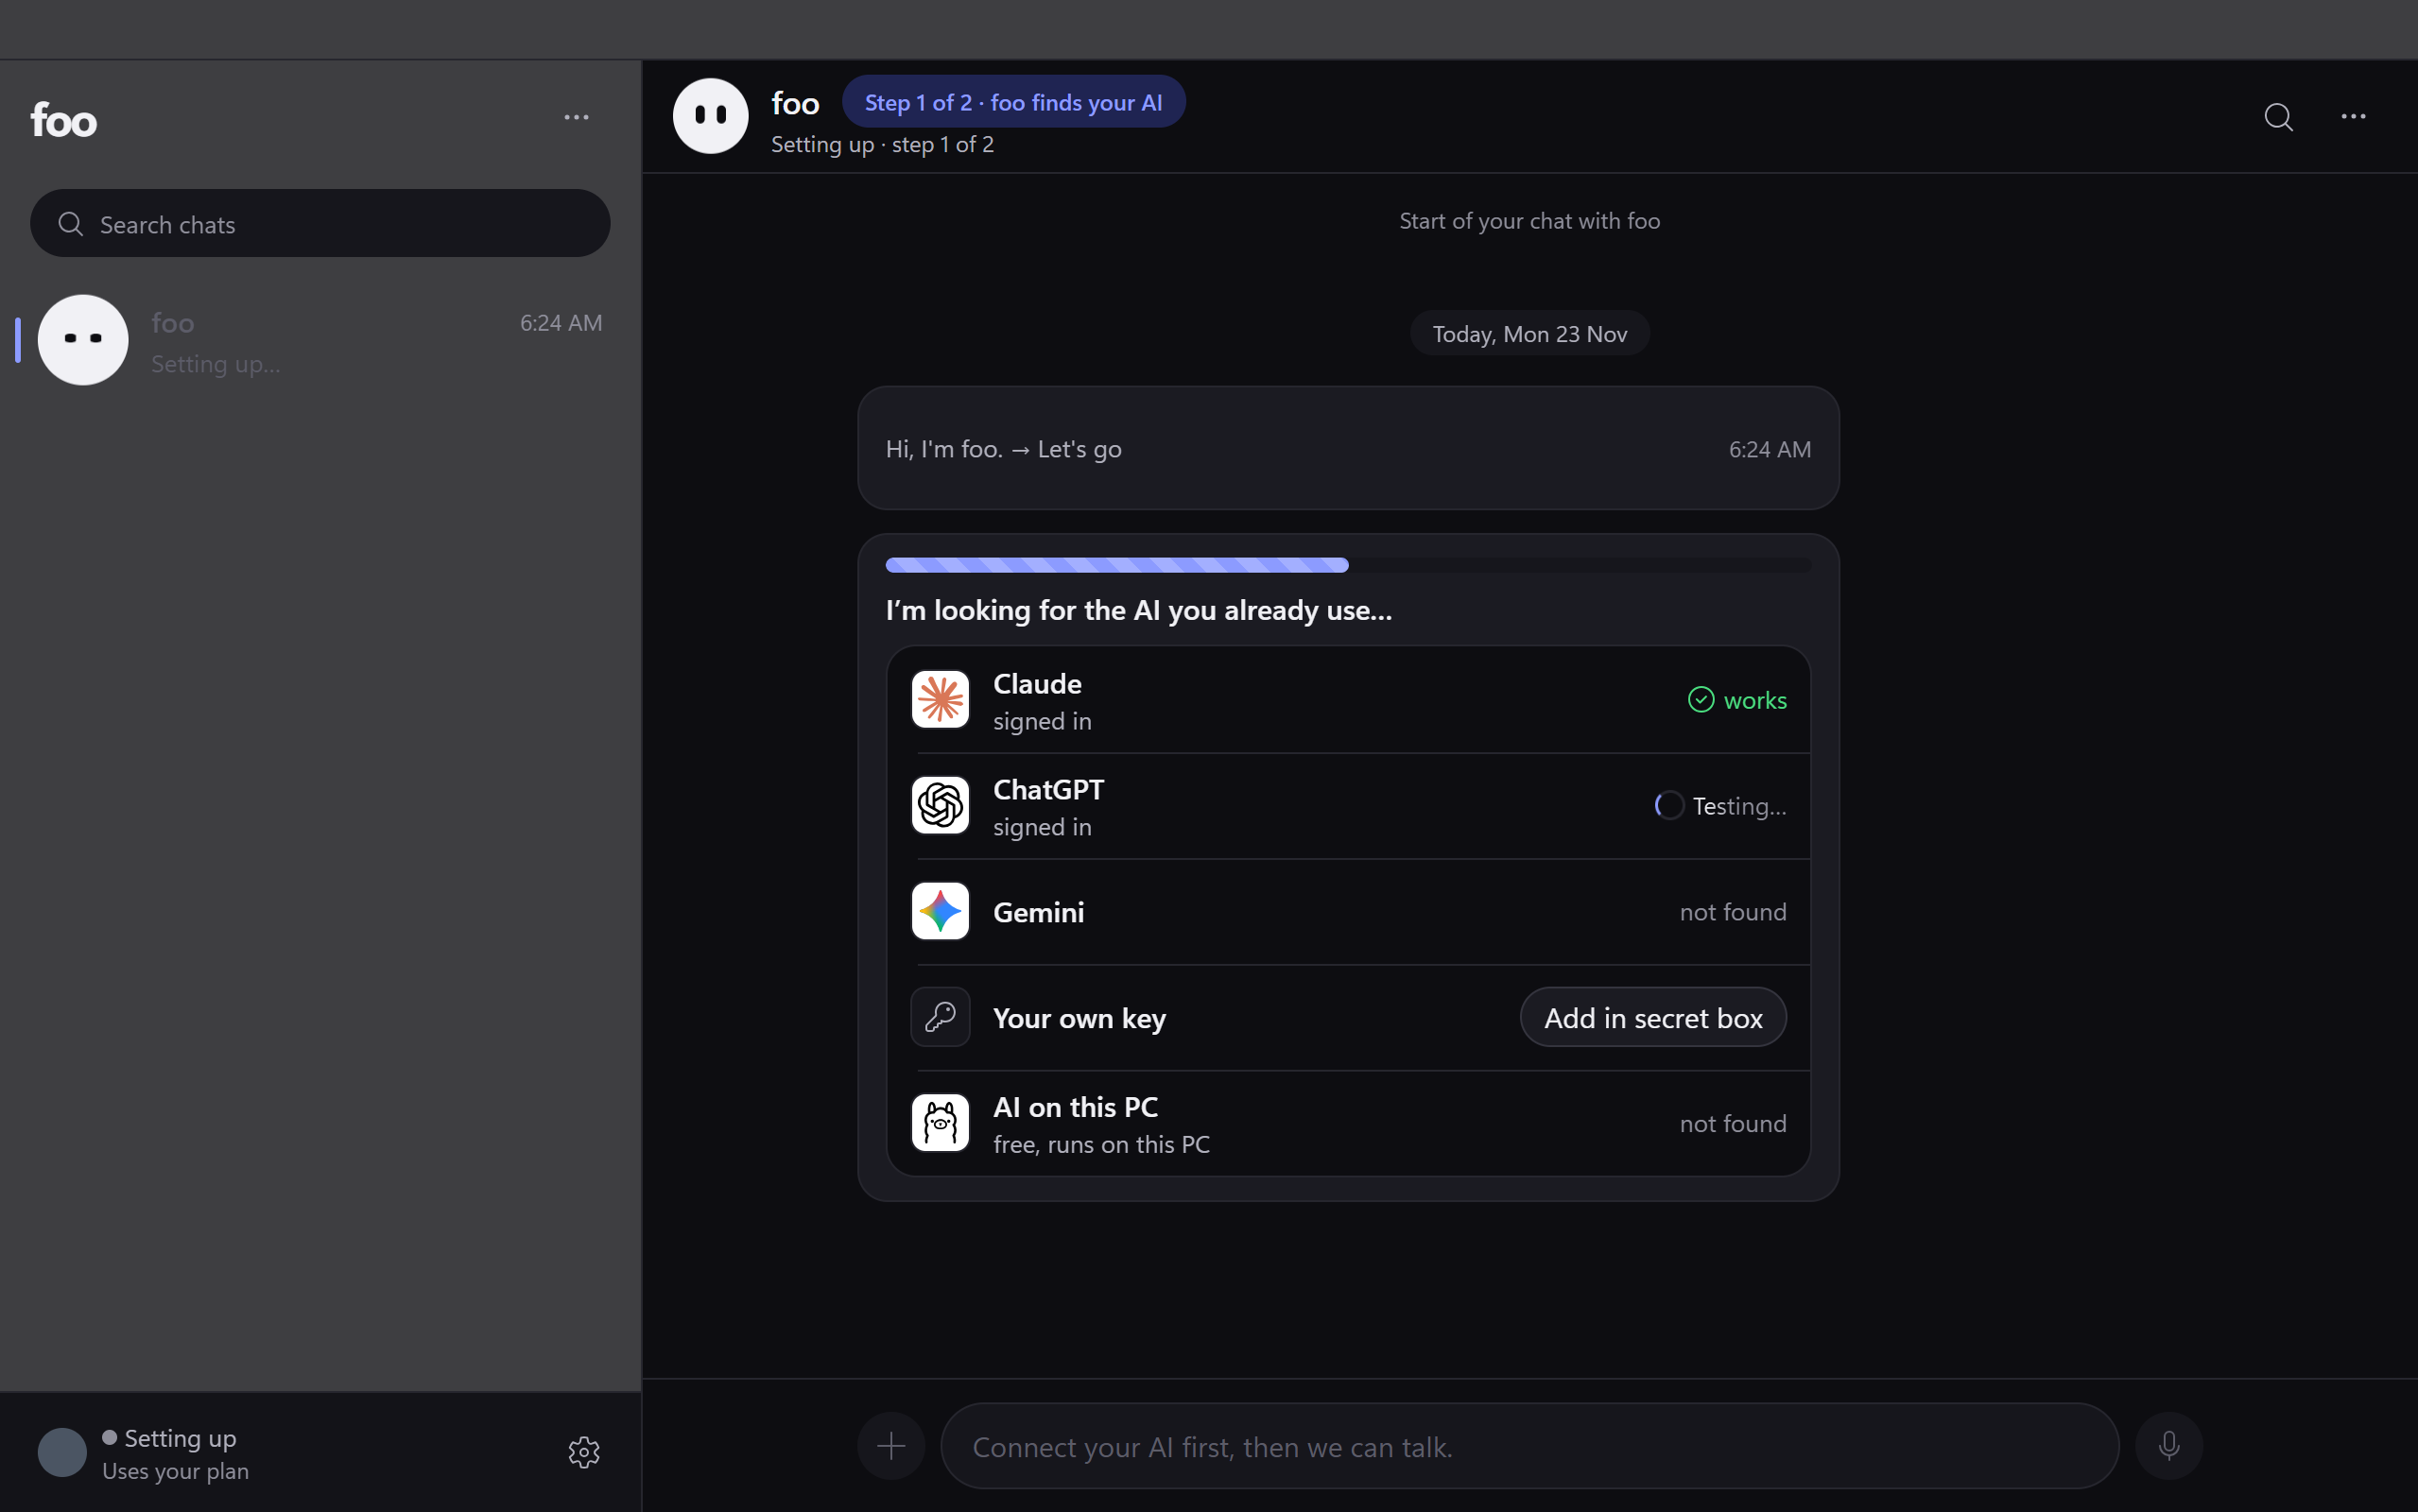 foo
Search chats
foo
6:24 AM
Setting up...
Setting up
Uses your plan
foo
Step 1 of 2 · foo finds your AI
Setting up · step 1 of 2
Start of your chat with foo
Today, Mon 23 Nov
Hi, I'm foo. → Let's go
6:24 AM
I’m looking for the AI you already use...
Claude
signed in
works
ChatGPT
signed in
Testing...
Gemini
not found
Your own key
Add in secret box
AI on this PC
free, runs on this PC
not found
Connect your AI first, then we can talk.